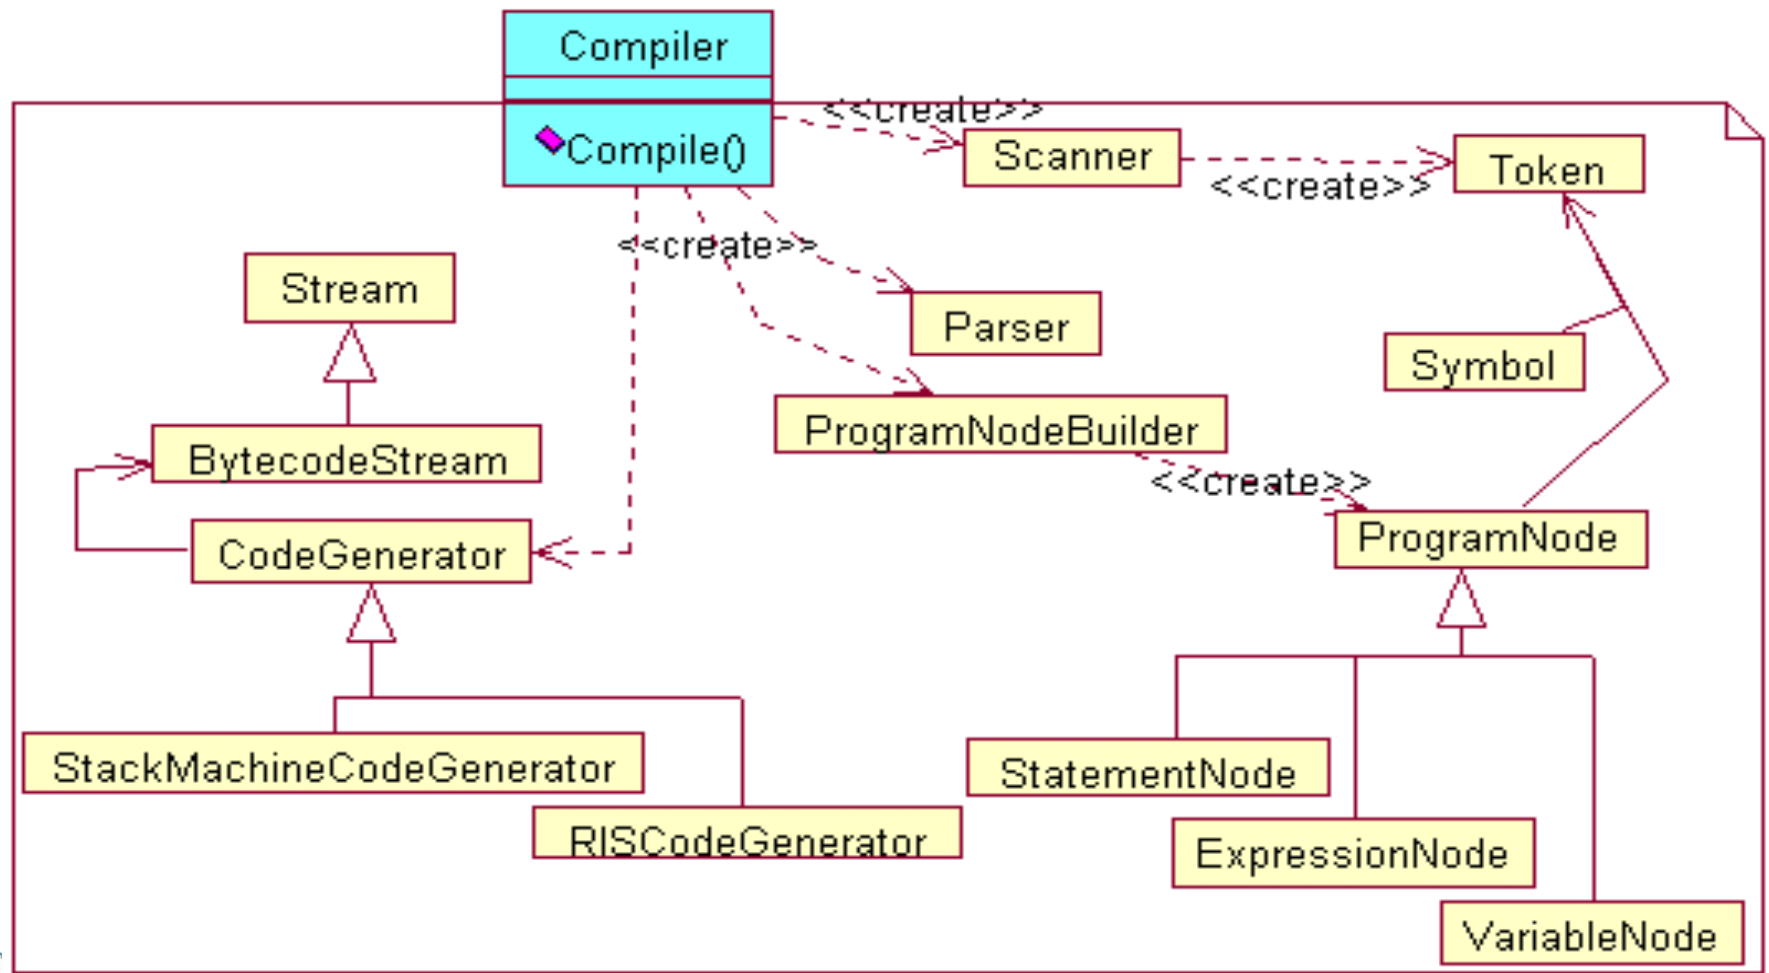 Compiler
<<create>>
Compile()
Scanner
Token
<<create>>
<<create>>
Stream
Parser
Symbol
ProgramNodeBuilder
BytecodeStream
<<create>>
ProgramNode
CodeGenerator
StackMachineCodeGenerator
StatementNode
RISCodeGenerator
ExpressionNode
VariableNode